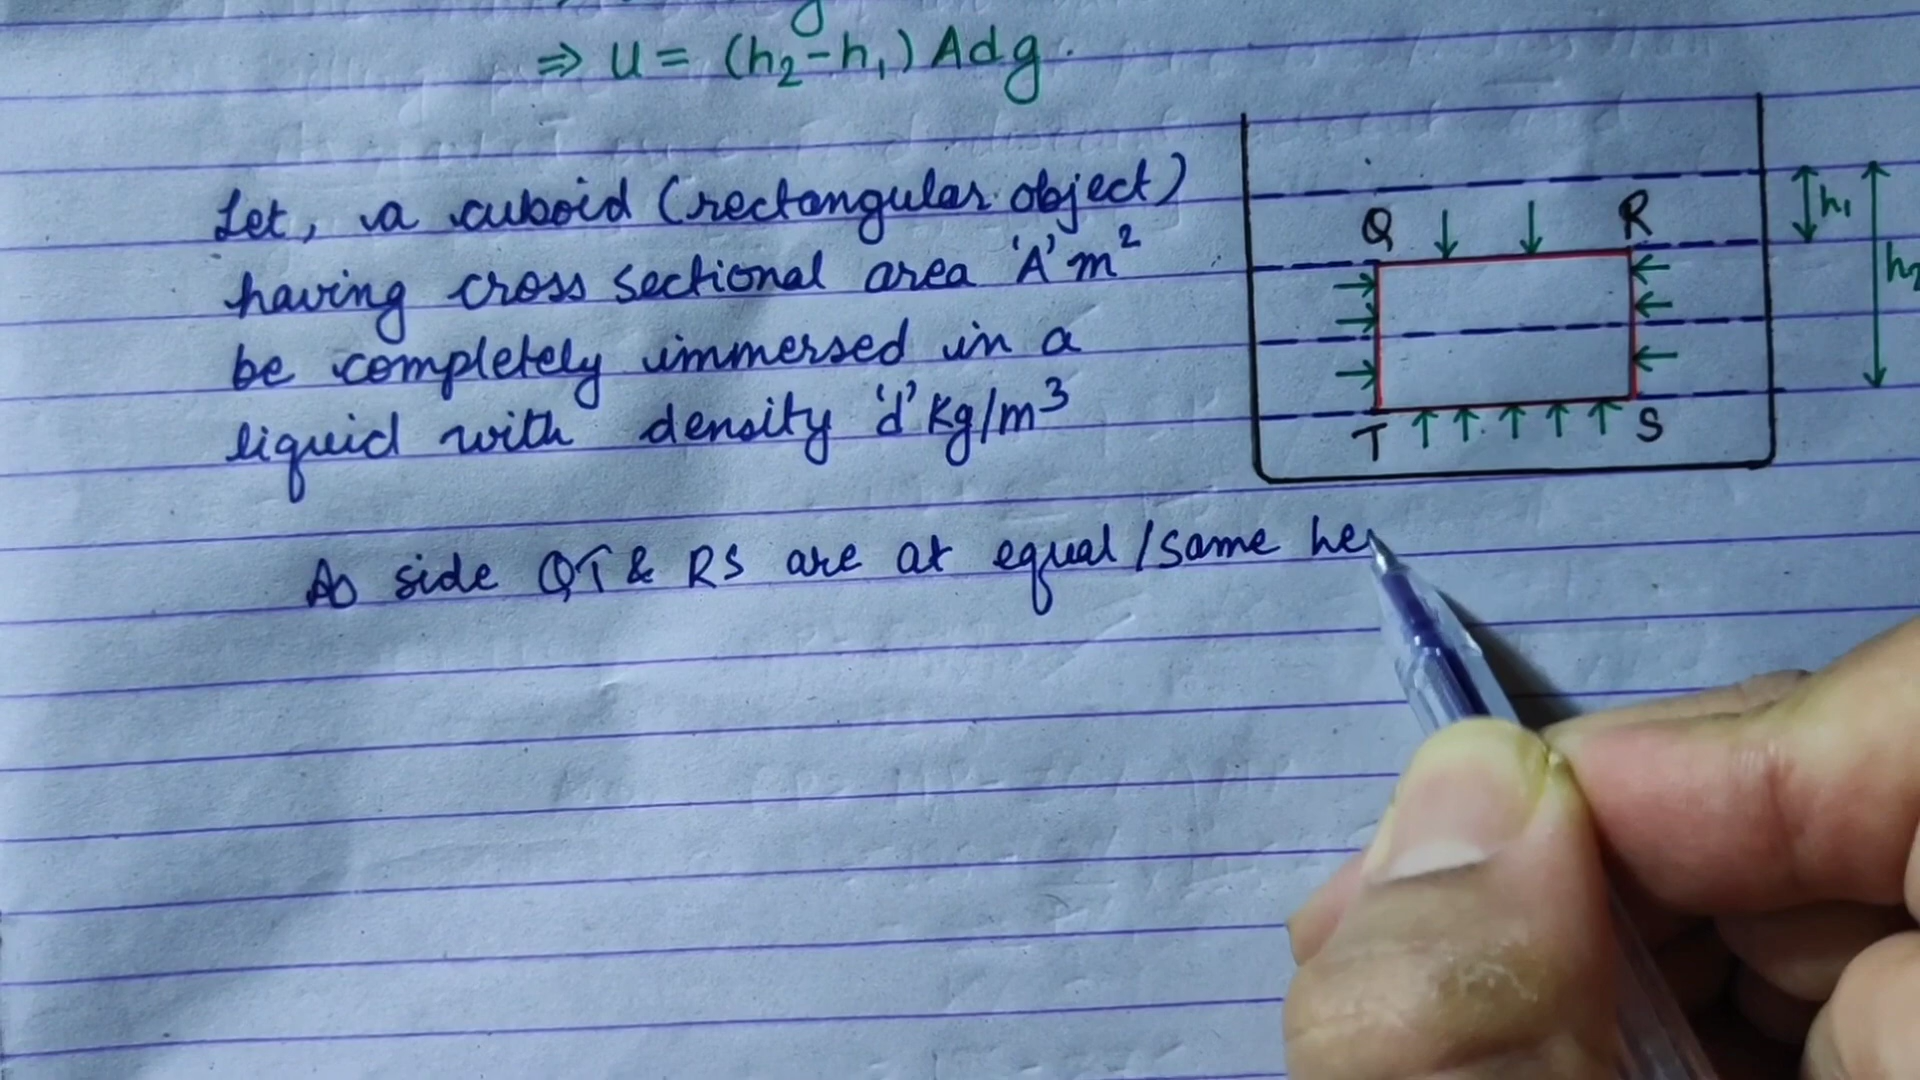 ⇒ U = (h₂-h₁) Adg.
Let, a cuboid (rectangular object)
having cross sectional area 'A' m²
be completely immersed in a
liquid with density 'd' Kg/m³
Q
R
h₁
h₂
T
S
As side QT & RS are at equal/same he